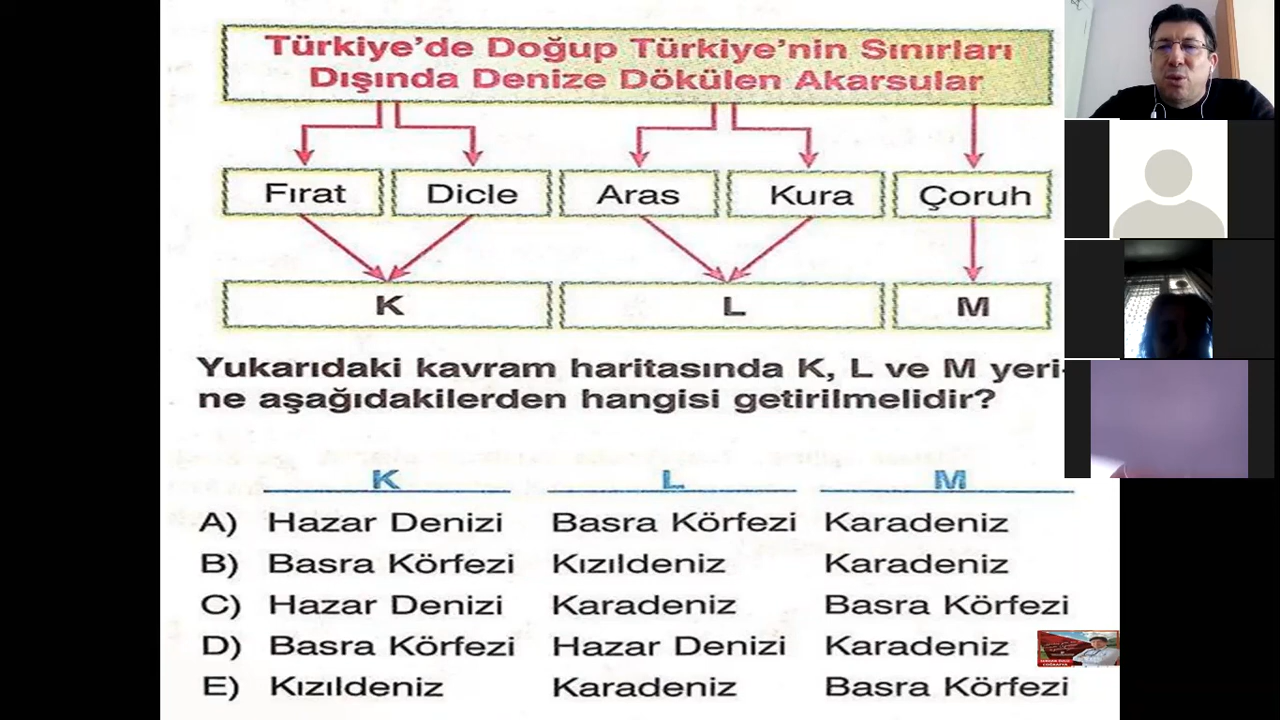 Türkiye'de Doğup Türkiye'nin Sınırları
Dışında Denize Dökülen Akarsular
Fırat
Dicle
Aras
Kura
Çoruh
K
L
M
Yukarıdaki kavram haritasında K, L ve M yeri-
ne aşağıdakilerden hangisi getirilmelidir?
K L M
A) Hazar Denizi Basra Körfezi Karadeniz
B) Basra Körfezi Kızıldeniz Karadeniz
C) Hazar Denizi Karadeniz Basra Körfezi
D) Basra Körfezi Hazar Denizi Karadeniz
E) Kızıldeniz Karadeniz Basra Körfezi